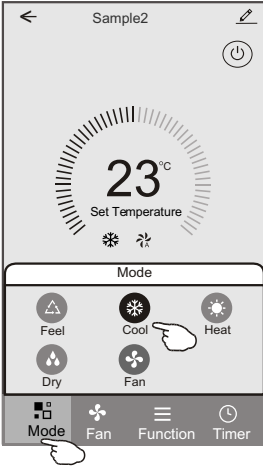 Sample2
23°C
Set Temperature
A
Mode
Feel Cool Heat
Dry Fan
Mode Fan Function Timer